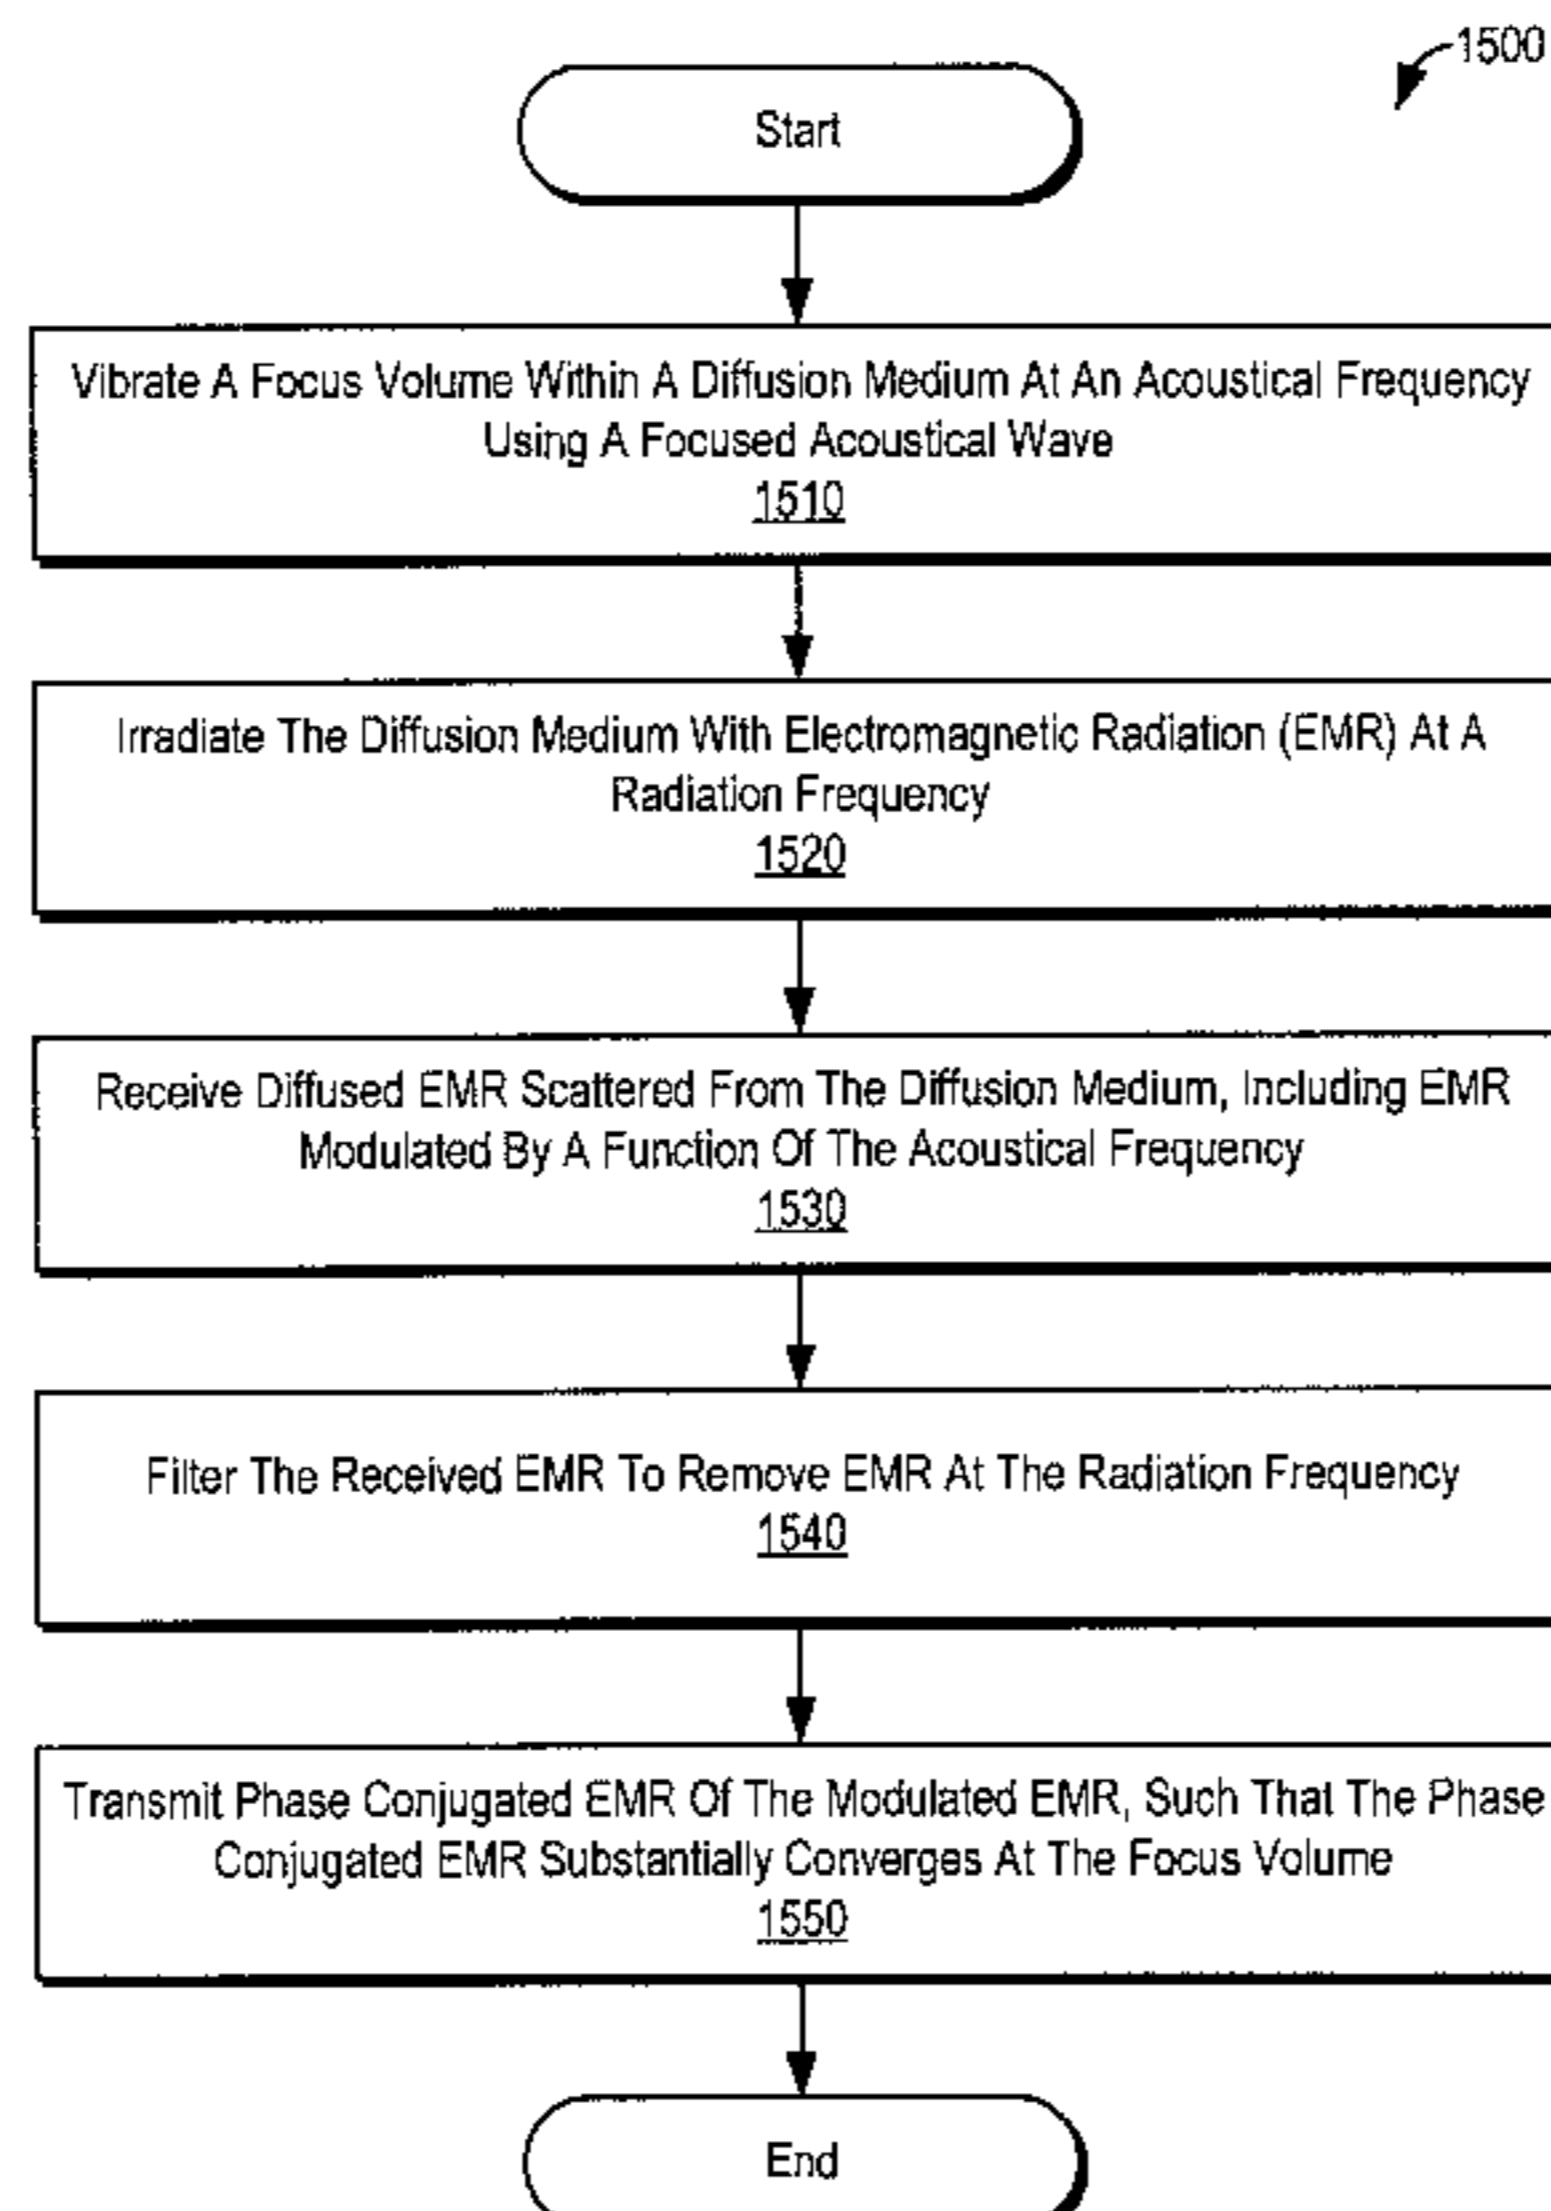 1500
Start
Vibrate A Focus Volume Within A Diffusion Medium At An Acoustical Frequency
Using A Focused Acoustical Wave
1510
Irradiate The Diffusion Medium With Electromagnetic Radiation (EMR) At A
Radiation Frequency
1520
Receive Diffused EMR Scattered From The Diffusion Medium, Including EMR
Modulated By A Function Of The Acoustical Frequency
1530
Filter The Received EMR To Remove EMR At The Radiation Frequency
1540
Transmit Phase Conjugated EMR Of The Modulated EMR, Such That The Phase
Conjugated EMR Substantially Converges At The Focus Volume
1550
End